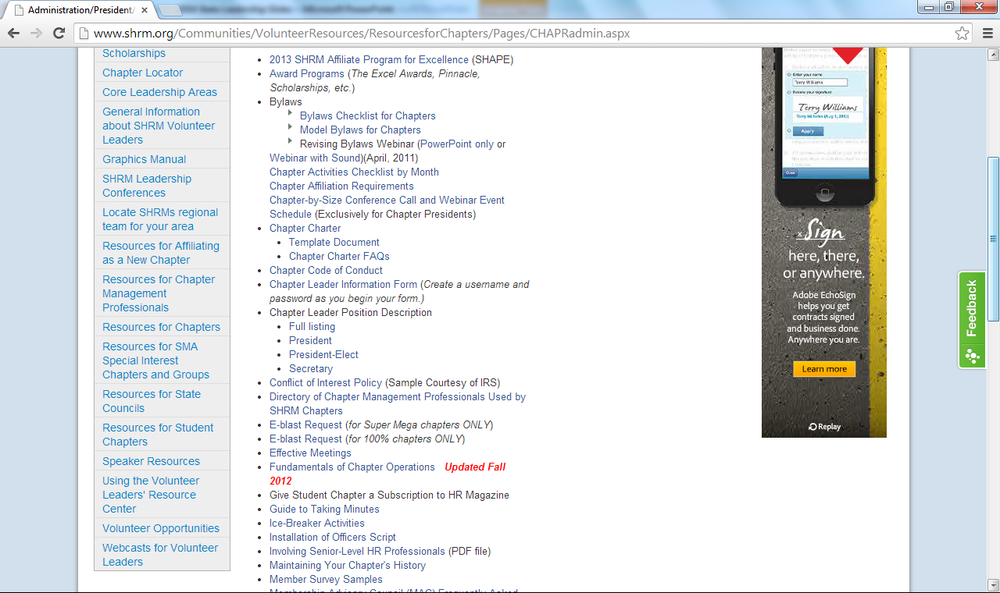 Administration/President/
www.shrm.org/Communities/VolunteerResources/ResourcesforChapters/Pages/CHAPRadmin.aspx
Scholarships
Chapter Locator
Core Leadership Areas
General Information
about SHRM Volunteer
Leaders
Graphics Manual
SHRM Leadership
Conferences
Locate SHRMs regional
team for your area
Resources for Affiliating
as a New Chapter
Resources for Chapter
Management
Professionals
Resources for Chapters
Resources for SMA
Special Interest
Chapters and Groups
Resources for State
Councils
Resources for Student
Chapters
Speaker Resources
Using the Volunteer
Leaders' Resource
Center
Volunteer Opportunities
Webcasts for Volunteer
Leaders
2013 SHRM Affiliate Program for Excellence (SHAPE)
Award Programs (The Excel Awards, Pinnacle,
Scholarships, etc.)
Bylaws
Bylaws Checklist for Chapters
Model Bylaws for Chapters
Revising Bylaws Webinar (PowerPoint only or
Webinar with Sound)(April, 2011)
Chapter Activities Checklist by Month
Chapter Affiliation Requirements
Chapter-by-Size Conference Call and Webinar Event
Schedule (Exclusively for Chapter Presidents)
Chapter Charter
Template Document
Chapter Charter FAQs
Chapter Code of Conduct
Chapter Leader Information Form (Create a username and
password as you begin your form.)
Chapter Leader Position Description
Full listing
President
President-Elect
Secretary
Conflict of Interest Policy (Sample Courtesy of IRS)
Directory of Chapter Management Professionals Used by
SHRM Chapters
E-blast Request (for Super Mega chapters ONLY)
E-blast Request (for 100% chapters ONLY)
Effective Meetings
Fundamentals of Chapter Operations Updated Fall
2012
Give Student Chapter a Subscription to HR Magazine
Guide to Taking Minutes
Ice-Breaker Activities
Installation of Officers Script
Involving Senior-Level HR Professionals (PDF file)
Maintaining Your Chapter's History
Member Survey Samples
Membership Advisory Council (MAC) Frequently Asked
Enter your name
Terry Williams
Review your signature
Terry Williams
Terry Williams (Aug 1, 2013)
Apply
Close
x Sign
here, there,
or anywhere.
Adobe EchoSign
helps you get
contracts signed
and business done.
Anywhere you are.
Learn more
Replay
Feedback